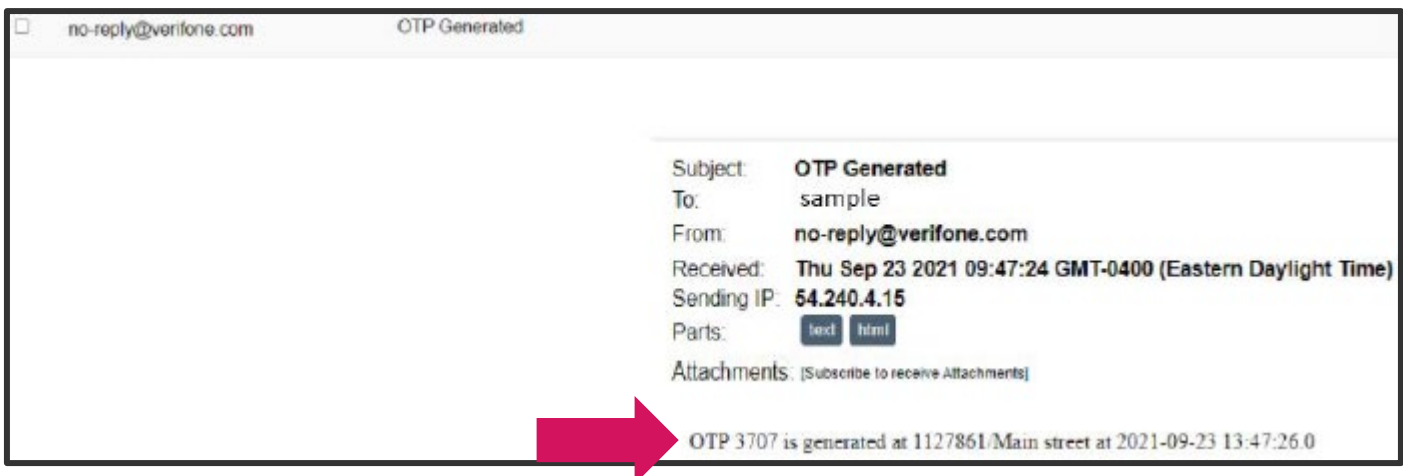 no-reply@verifone.com OTP Generated
Subject: OTP Generated
To: sample
From: no-reply@verifone.com
Received: Thu Sep 23 2021 09:47:24 GMT-0400 (Eastern Daylight Time)
Sending IP: 54.240.4.15
Parts: text html
Attachments: [Subscribe to receive Attachments]
OTP 3707 is generated at 1127861/Main street at 2021-09-23 13:47:26.0